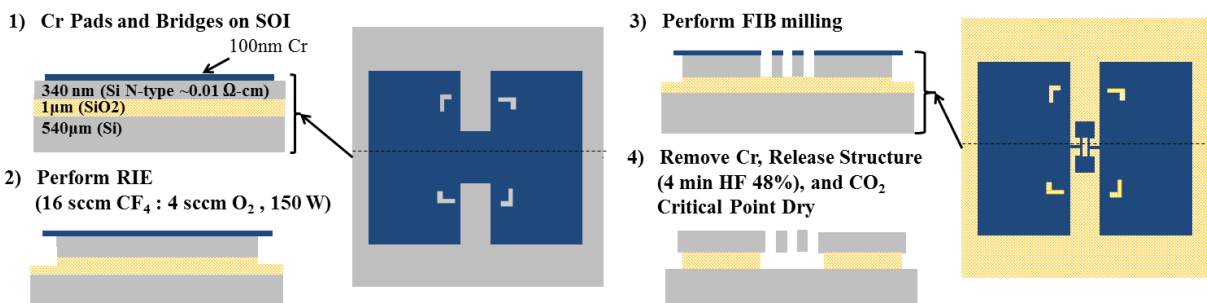 1) Cr Pads and Bridges on SOI
100nm Cr
340 nm (Si N-type ~0.01 Ω-cm)
1μm (SiO2)
540μm (Si)
2) Perform RIE
(16 sccm CF₄ : 4 sccm O₂ , 150 W)
3) Perform FIB milling
4) Remove Cr, Release Structure
(4 min HF 48%), and CO₂
Critical Point Dry